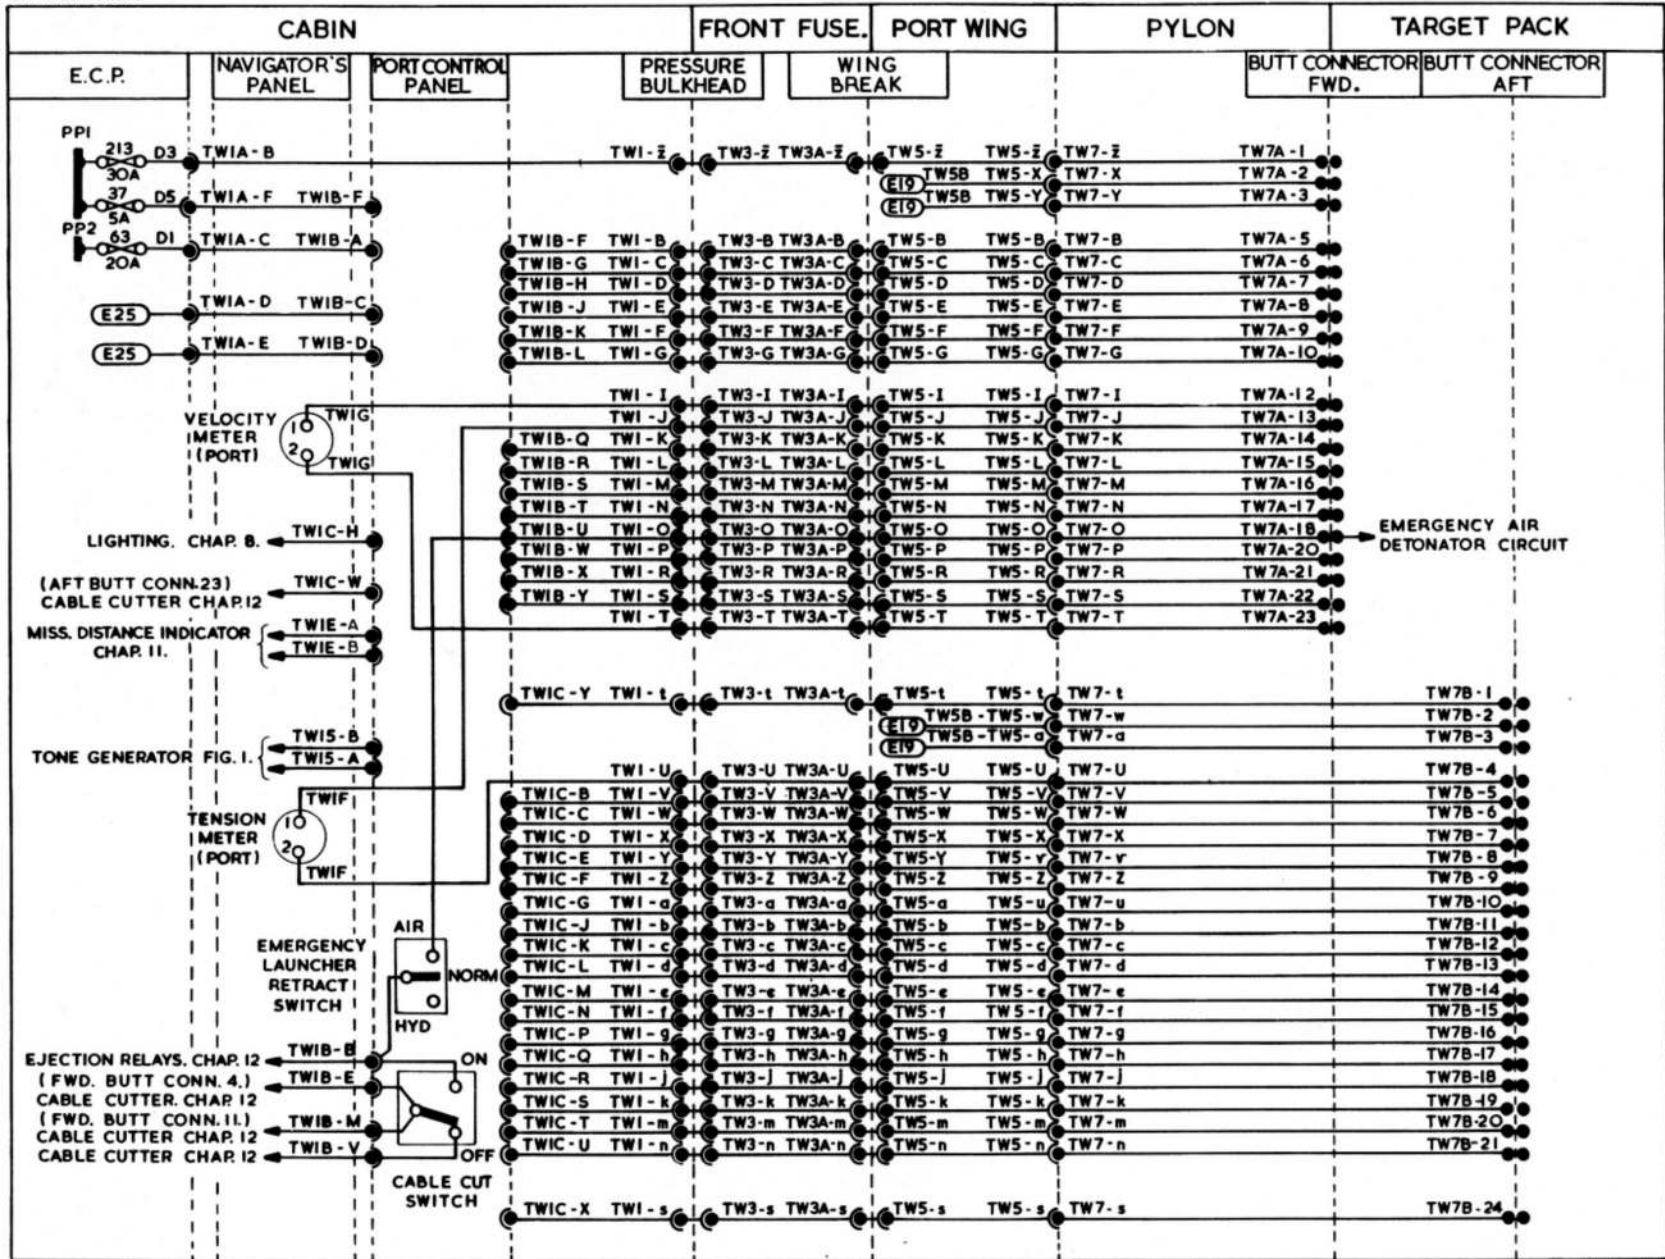 CABIN FRONT FUSE. PORT WING PYLON TARGET PACK
E.C.P. NAVIGATOR'S PANEL PORT CONTROL PANEL PRESSURE BULKHEAD WING BREAK BUTT CONNECTOR FWD. BUTT CONNECTOR AFT
PP1
213 D3 TW1A-B TW1-z̄ TW3-z̄ TW3A-z̄ TW5-z̄ TW5-z̄ TW7-z̄ TW7A-1
30A
E19 TW5B TW5-X TW7-X TW7A-2
37 D5 TW1A-F TW1B-F E19 TW5B TW5-Y TW7-Y TW7A-3
5A
PP2
63 D1 TW1A-C TW1B-A
20A
TW1B-F TW1-B TW3-B TW3A-B TW5-B TW5-B TW7-B TW7A-5
TW1B-G TW1-C TW3-C TW3A-C TW5-C TW5-C TW7-C TW7A-6
TW1B-H TW1-D TW3-D TW3A-D TW5-D TW5-D TW7-D TW7A-7
E25 TW1A-D TW1B-C
TW1B-J TW1-E TW3-E TW3A-E TW5-E TW5-E TW7-E TW7A-8
TW1B-K TW1-F TW3-F TW3A-F TW5-F TW5-F TW7-F TW7A-9
E25 TW1A-E TW1B-D
TW1B-L TW1-G TW3-G TW3A-G TW5-G TW5-G TW7-G TW7A-10
TW1-I TW3-I TW3A-I TW5-I TW5-I TW7-I TW7A-12
VELOCITY METER (PORT)
1 TW1G
2 TW1G
TW1-J TW3-J TW3A-J TW5-J TW5-J TW7-J TW7A-13
TW1B-Q TW1-K TW3-K TW3A-K TW5-K TW5-K TW7-K TW7A-14
TW1B-R TW1-L TW3-L TW3A-L TW5-L TW5-L TW7-L TW7A-15
TW1B-S TW1-M TW3-M TW3A-M TW5-M TW5-M TW7-M TW7A-16
TW1B-T TW1-N TW3-N TW3A-N TW5-N TW5-N TW7-N TW7A-17
TW1B-U TW1-O TW3-O TW3A-O TW5-O TW5-O TW7-O TW7A-18
EMERGENCY AIR
DETONATOR CIRCUIT
LIGHTING. CHAP. 8. TW1C-H
TW1B-W TW1-P TW3-P TW3A-P TW5-P TW5-P TW7-P TW7A-20
TW1B-X TW1-R TW3-R TW3A-R TW5-R TW5-R TW7-R TW7A-21
(AFT BUTT CONN.23) TW1C-W
CABLE CUTTER CHAP. 12
TW1B-Y TW1-S TW3-S TW3A-S TW5-S TW5-S TW7-S TW7A-22
TW1-T TW3-T TW3A-T TW5-T TW5-T TW7-T TW7A-23
MISS. DISTANCE INDICATOR TW1E-A
CHAP. 11. TW1E-B
TW1C-Y TW1-t TW3-t TW3A-t TW5-t TW5-t TW7-t TW7B-1
E19 TW5B-TW5-w TW7-w TW7B-2
E19 TW5B-TW5-a TW7-a TW7B-3
TONE GENERATOR FIG. 1. TW15-B
TW15-A
TW1-U TW3-U TW3A-U TW5-U TW5-U TW7-U TW7B-4
TENSION METER (PORT)
1 TW1F
2 TW1F
TW1C-B TW1-V TW3-V TW3A-V TW5-V TW5-V TW7-V TW7B-5
TW1C-C TW1-W TW3-W TW3A-W TW5-W TW5-W TW7-W TW7B-6
TW1C-D TW1-X TW3-X TW3A-X TW5-X TW5-X TW7-X TW7B-7
TW1C-E TW1-Y TW3-Y TW3A-Y TW5-Y TW5-v TW7-v TW7B-8
TW1C-F TW1-Z TW3-Z TW3A-Z TW5-Z TW5-Z TW7-Z TW7B-9
TW1C-G TW1-a TW3-a TW3A-a TW5-a TW5-u TW7-u TW7B-10
TW1C-J TW1-b TW3-b TW3A-b TW5-b TW5-b TW7-b TW7B-11
TW1C-K TW1-c TW3-c TW3A-c TW5-c TW5-c TW7-c TW7B-12
TW1C-L TW1-d TW3-d TW3A-d TW5-d TW5-d TW7-d TW7B-13
TW1C-M TW1-e TW3-e TW3A-e TW5-e TW5-e TW7-e TW7B-14
TW1C-N TW1-f TW3-f TW3A-f TW5-f TW5-f TW7-f TW7B-15
TW1C-P TW1-g TW3-g TW3A-g TW5-g TW5-g TW7-g TW7B-16
TW1C-Q TW1-h TW3-h TW3A-h TW5-h TW5-h TW7-h TW7B-17
TW1C-R TW1-j TW3-j TW3A-j TW5-j TW5-j TW7-j TW7B-18
TW1C-S TW1-k TW3-k TW3A-k TW5-k TW5-k TW7-k TW7B-19
TW1C-T TW1-m TW3-m TW3A-m TW5-m TW5-m TW7-m TW7B-20
TW1C-U TW1-n TW3-n TW3A-n TW5-n TW5-n TW7-n TW7B-21
EMERGENCY LAUNCHER RETRACT SWITCH
AIR
NORM
HYD
EJECTION RELAYS. CHAP. 12 TW1B-B ON
(FWD. BUTT CONN. 4.) TW1B-E
CABLE CUTTER. CHAP. 12
(FWD. BUTT CONN. 11.) TW1B-M
CABLE CUTTER CHAP. 12
CABLE CUTTER CHAP. 12 TW1B-V OFF
CABLE CUT SWITCH
TW1C-X TW1-s TW3-s TW3A-s TW5-s TW5-s TW7-s TW7B-24